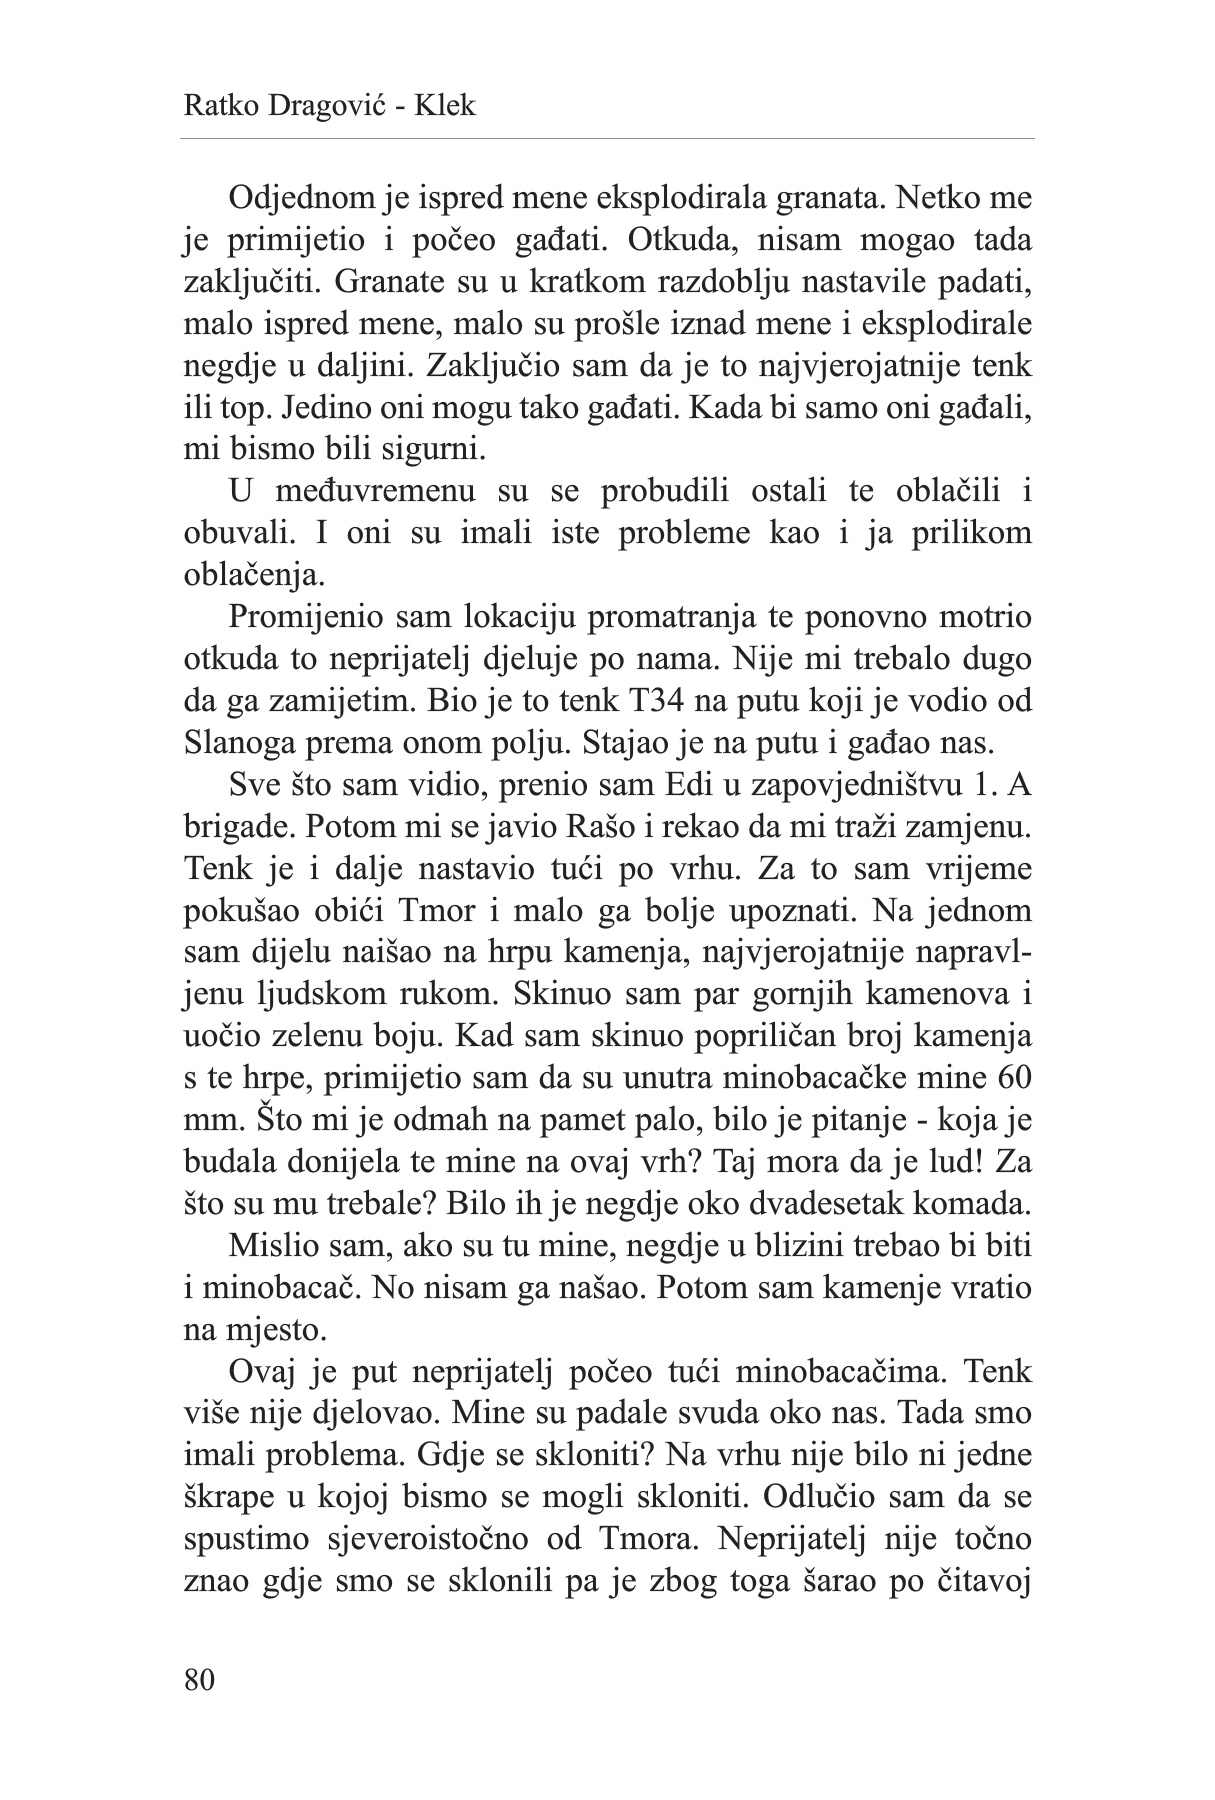 Ratko Dragović - Klek
Odjednom je ispred mene eksplodirala granata. Netko me
je primijetio i počeo gađati. Otkuda, nisam mogao tada
zaključiti. Granate su u kratkom razdoblju nastavile padati,
malo ispred mene, malo su prošle iznad mene i eksplodirale
negdje u daljini. Zaključio sam da je to najvjerojatnije tenk
ili top. Jedino oni mogu tako gađati. Kada bi samo oni gađali,
mi bismo bili sigurni.
U međuvremenu su se probudili ostali te oblačili i
obuvali. I oni su imali iste probleme kao i ja prilikom
oblačenja.
Promijenio sam lokaciju promatranja te ponovno motrio
otkuda to neprijatelj djeluje po nama. Nije mi trebalo dugo
da ga zamijetim. Bio je to tenk T34 na putu koji je vodio od
Slanoga prema onom polju. Stajao je na putu i gađao nas.
Sve što sam vidio, prenio sam Edi u zapovjedništvu 1. A
brigade. Potom mi se javio Rašo i rekao da mi traži zamjenu.
Tenk je i dalje nastavio tući po vrhu. Za to sam vrijeme
pokušao obići Tmor i malo ga bolje upoznati. Na jednom
sam dijelu naišao na hrpu kamenja, najvjerojatnije napravl-
jenu ljudskom rukom. Skinuo sam par gornjih kamenova i
uočio zelenu boju. Kad sam skinuo popriličan broj kamenja
s te hrpe, primijetio sam da su unutra minobacačke mine 60
mm. Što mi je odmah na pamet palo, bilo je pitanje - koja je
budala donijela te mine na ovaj vrh? Taj mora da je lud! Za
što su mu trebale? Bilo ih je negdje oko dvadesetak komada.
Mislio sam, ako su tu mine, negdje u blizini trebao bi biti
i minobacač. No nisam ga našao. Potom sam kamenje vratio
na mjesto.
Ovaj je put neprijatelj počeo tući minobacačima. Tenk
više nije djelovao. Mine su padale svuda oko nas. Tada smo
imali problema. Gdje se skloniti? Na vrhu nije bilo ni jedne
škrape u kojoj bismo se mogli skloniti. Odlučio sam da se
spustimo sjeveroistočno od Tmora. Neprijatelj nije točno
znao gdje smo se sklonili pa je zbog toga šarao po čitavoj
80